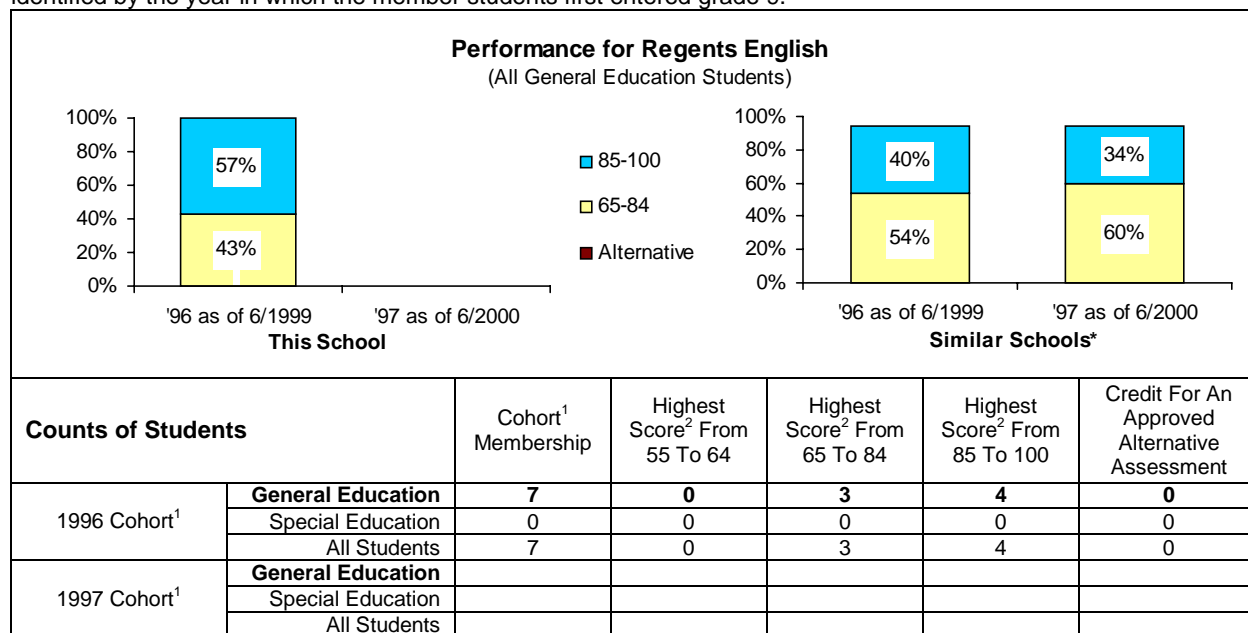 identified by the year in which the member students first entered grade 9.
Performance for Regents English
(All General Education Students)
100%
80%
60%
40%
20%
0%
57%
43%
'96 as of 6/1999 '97 as of 6/2000
This School
85-100
65-84
Alternative
100%
80%
60%
40%
20%
0%
40% 34%
54% 60%
'96 as of 6/1999 '97 as of 6/2000
Similar Schools*
Counts of Students
Cohort1
Membership
Highest
Score2 From
55 To 64
Highest
Score2 From
65 To 84
Highest
Score2 From
85 To 100
Credit For An
Approved
Alternative
Assessment
1996 Cohort1
General Education 7 0 3 4 0
Special Education 0 0 0 0 0
All Students 7 0 3 4 0
1997 Cohort1
General Education
Special Education
All Students